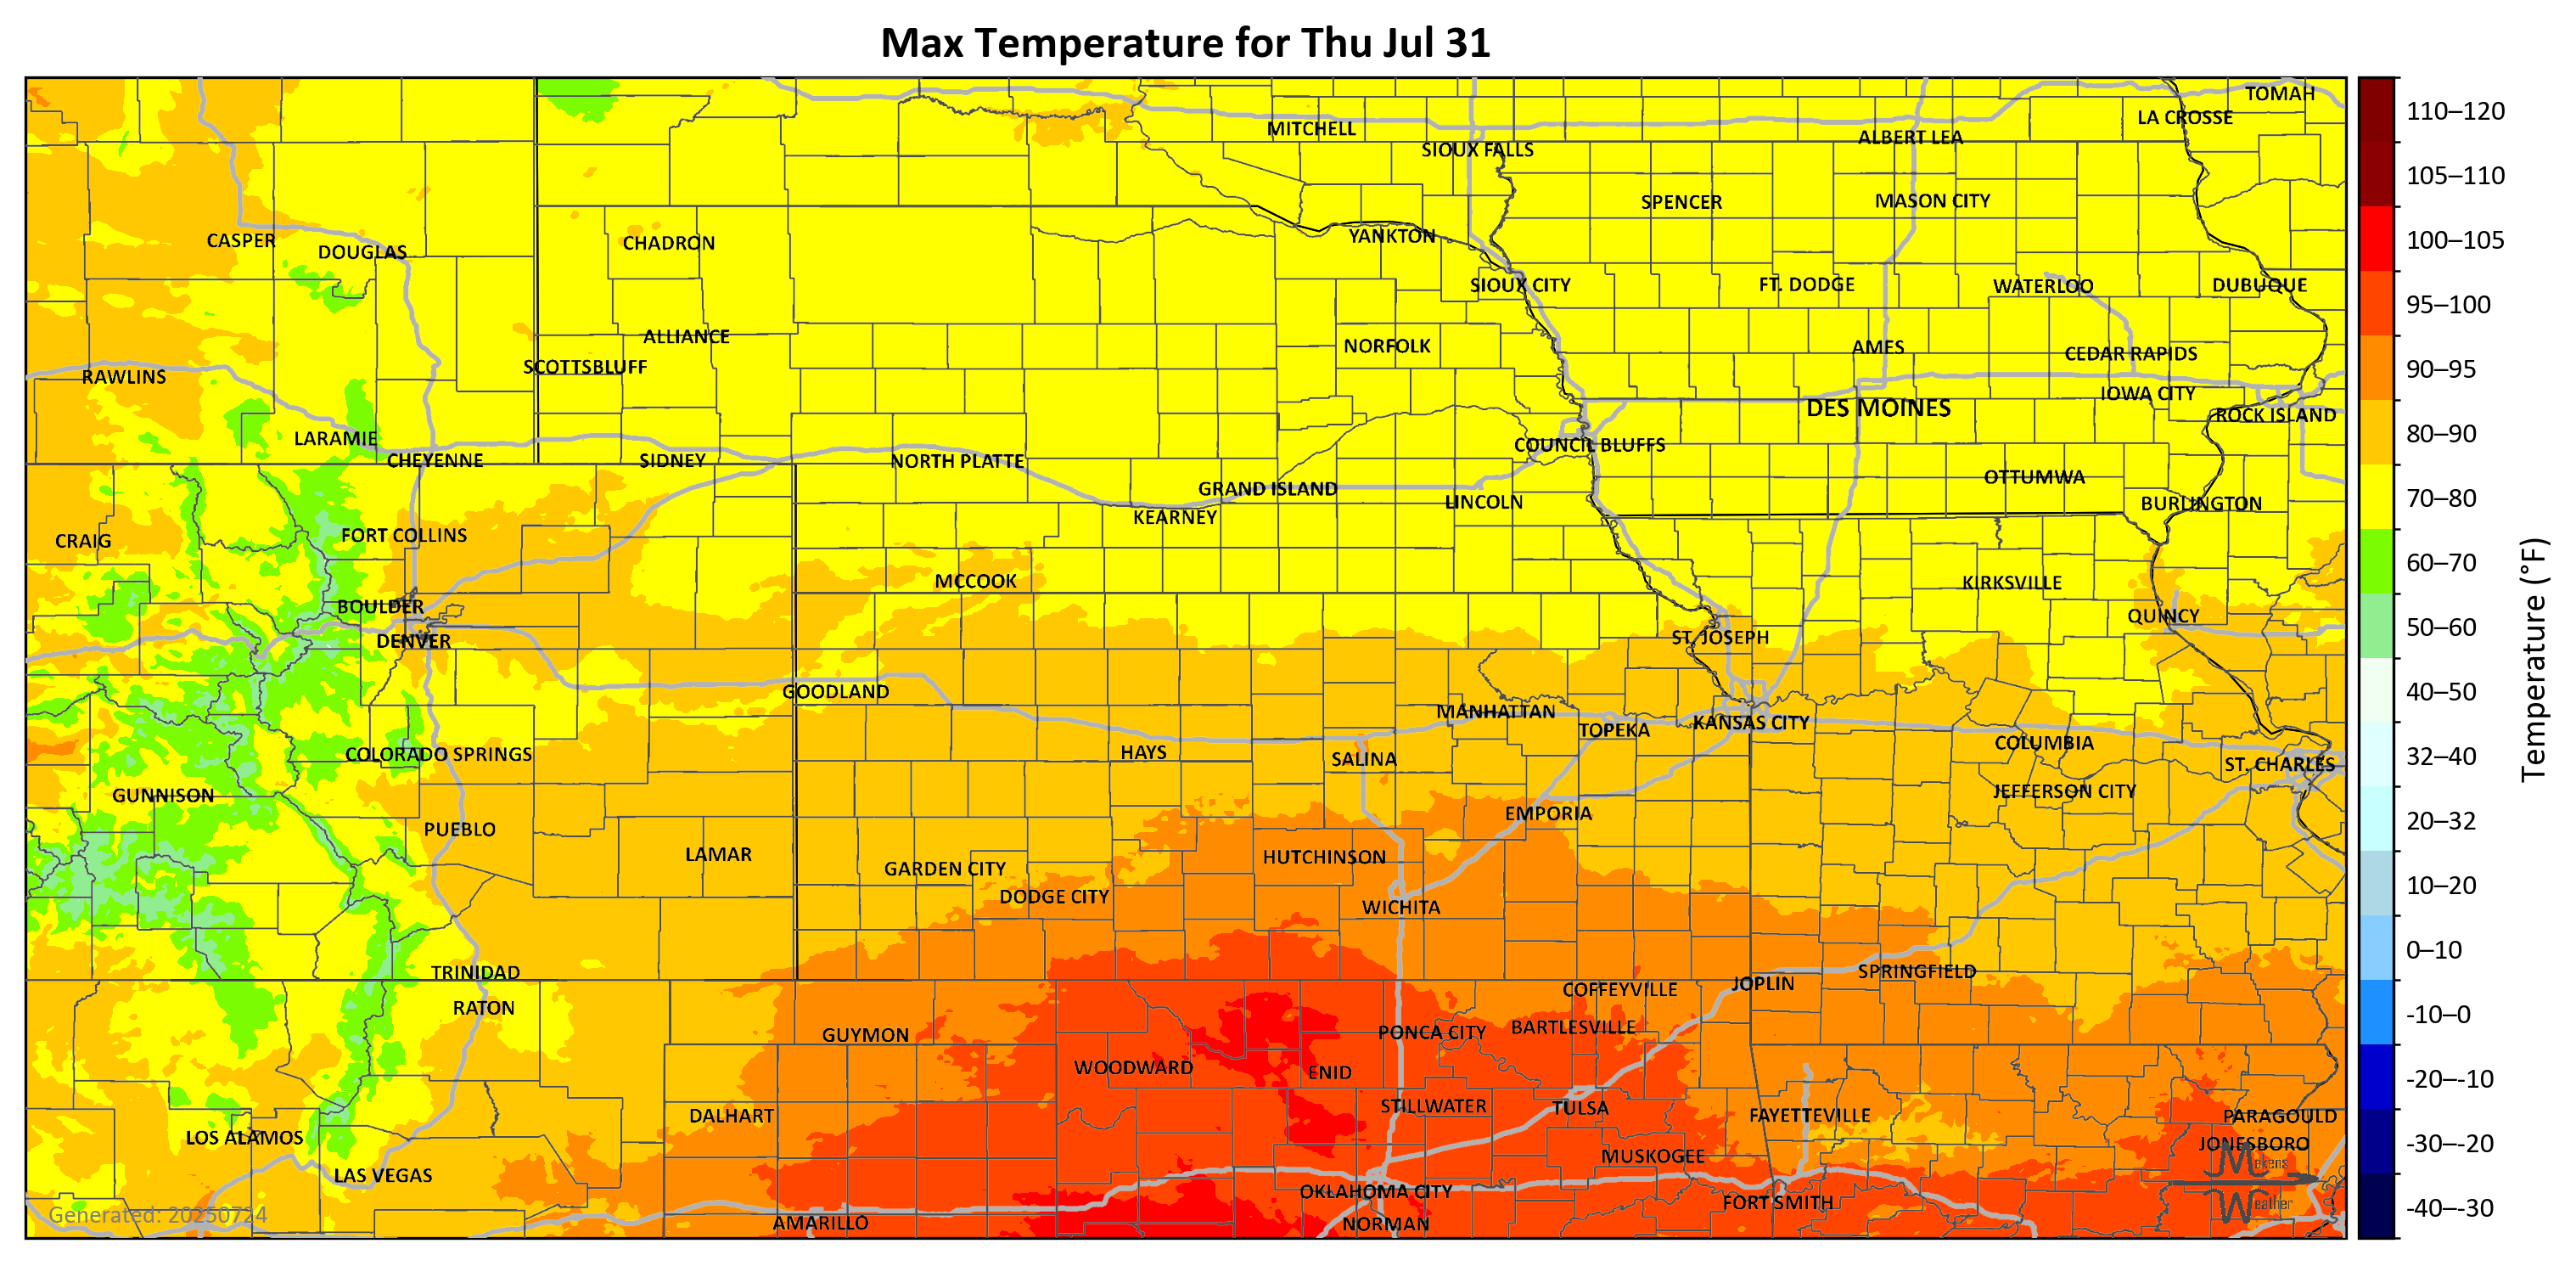 Max Temperature for Thu Jul 31
TOMAH
LA CROSSE
MITCHELL
ALBERT LEA
SIOUX FALLS
SPENCER
MASON CITY
CASPER
DOUGLAS
CHADRON
YANKTON
SIOUX CITY
FT. DODGE
WATERLOO
DUBUQUE
ALLIANCE
NORFOLK
AMES
CEDAR RAPIDS
SCOTTSBLUFF
RAWLINS
IOWA CITY
DES MOINES
ROCK ISLAND
LARAMIE
COUNCIL BLUFFS
CHEYENNE
SIDNEY
NORTH PLATTE
OTTUMWA
GRAND ISLAND
LINCOLN
BURLINGTON
KEARNEY
FORT COLLINS
CRAIG
MCCOOK
KIRKSVILLE
BOULDER
QUINCY
DENVER
ST. JOSEPH
GOODLAND
MANHATTAN
KANSAS CITY
TOPEKA
COLUMBIA
HAYS
COLORADO SPRINGS
SALINA
ST. CHARLES
JEFFERSON CITY
GUNNISON
EMPORIA
PUEBLO
LAMAR
HUTCHINSON
GARDEN CITY
DODGE CITY
WICHITA
TRINIDAD
SPRINGFIELD
JOPLIN
COFFEYVILLE
RATON
BARTLESVILLE
PONCA CITY
GUYMON
WOODWARD
ENID
STILLWATER
TULSA
DALHART
FAYETTEVILLE
PARAGOULD
LOS ALAMOS
JONESBORO
MUSKOGEE
LAS VEGAS
OKLAHOMA CITY
FORT SMITH
AMARILLO
NORMAN
Makens
Weather
Generated: 20250724
110–120
105–110
100–105
95–100
90–95
80–90
70–80
60–70
50–60
40–50
32–40
20–32
10–20
0–10
-10–0
-20–-10
-30–-20
-40–-30
Temperature (°F)